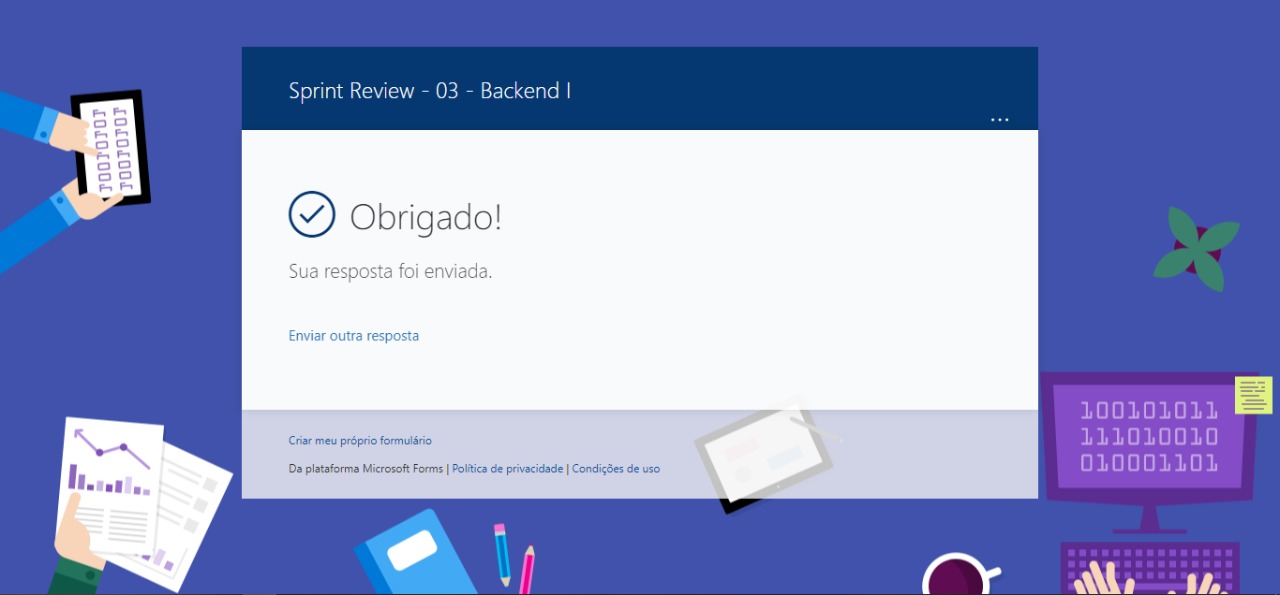 Sprint Review - 03 - Backend I
...
Obrigado!
Sua resposta foi enviada.
Enviar outra resposta
100101011
111010010
010001101
Criar meu próprio formulário
Da plataforma Microsoft Forms | Política de privacidade | Condições de uso